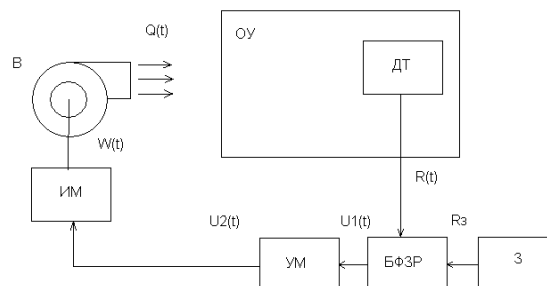 Q(t)
ОУ
В
ДТ
W(t)
ИМ
R(t)
U2(t)
U1(t)
Rз
УМ
БФЗР
З